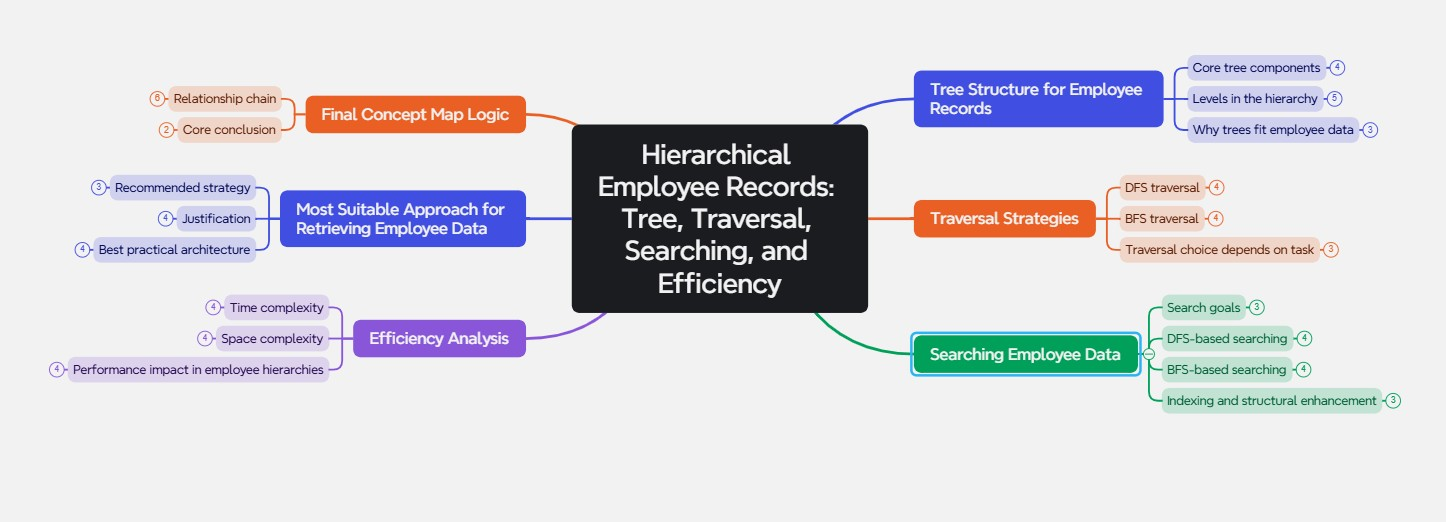 Hierarchical
Employee Records:
Tree, Traversal,
Searching, and
Efficiency
Tree Structure for Employee
Records
Core tree components 4
Levels in the hierarchy 5
Why trees fit employee data 3
Traversal Strategies
DFS traversal 4
BFS traversal 4
Traversal choice depends on task 3
Searching Employee Data
Search goals 3
DFS-based searching 4
BFS-based searching 4
Indexing and structural enhancement 3
Final Concept Map Logic
6 Relationship chain
2 Core conclusion
Most Suitable Approach for
Retrieving Employee Data
3 Recommended strategy
4 Justification
4 Best practical architecture
Efficiency Analysis
4 Time complexity
4 Space complexity
4 Performance impact in employee hierarchies